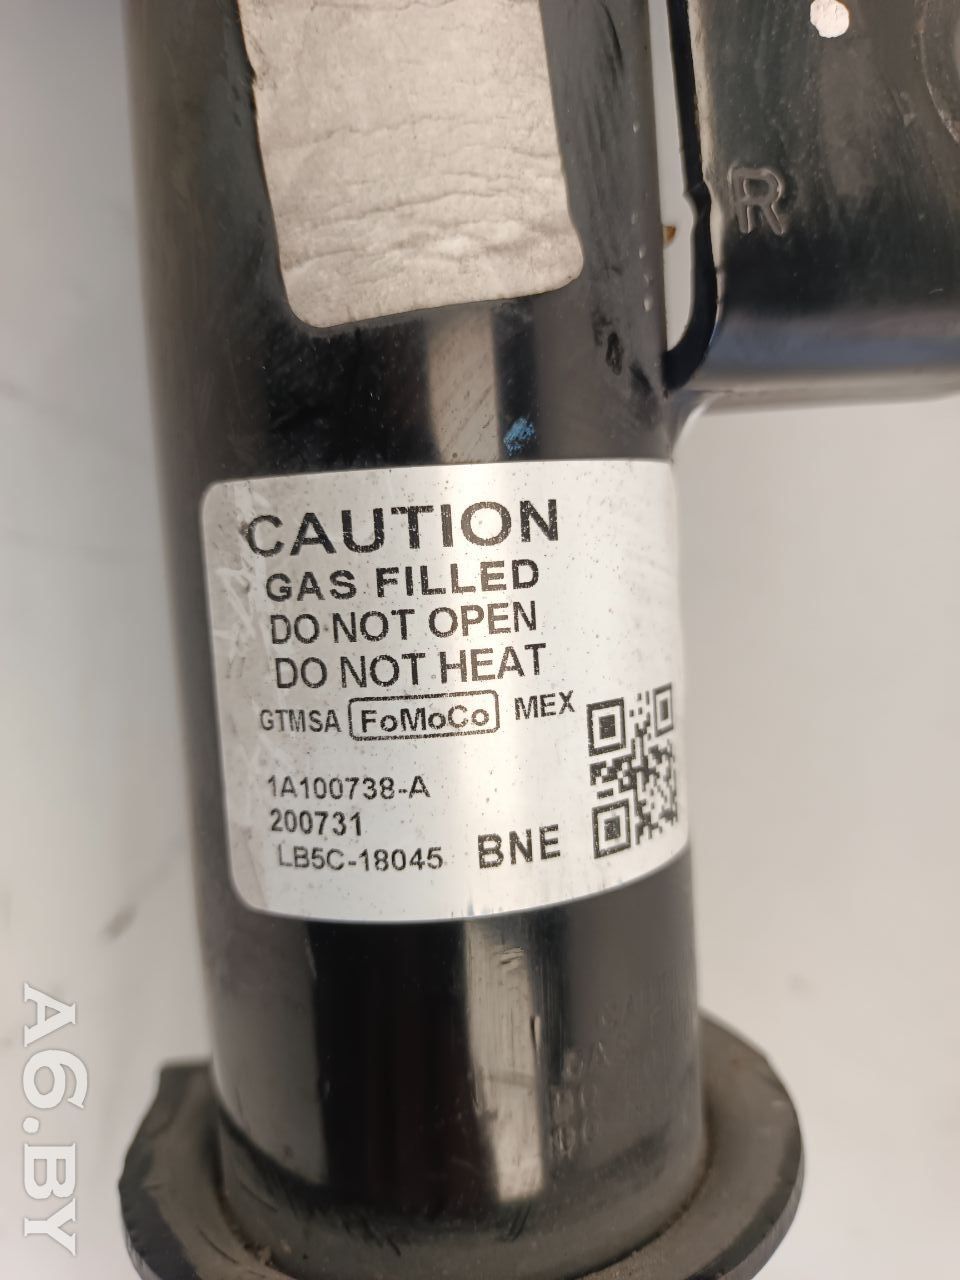 R
CAUTION
GAS FILLED
DO NOT OPEN
DO NOT HEAT
GTMSA FoMoCo MEX
1A100738-A
200731
LB5C-18045 BNE
A6.BY